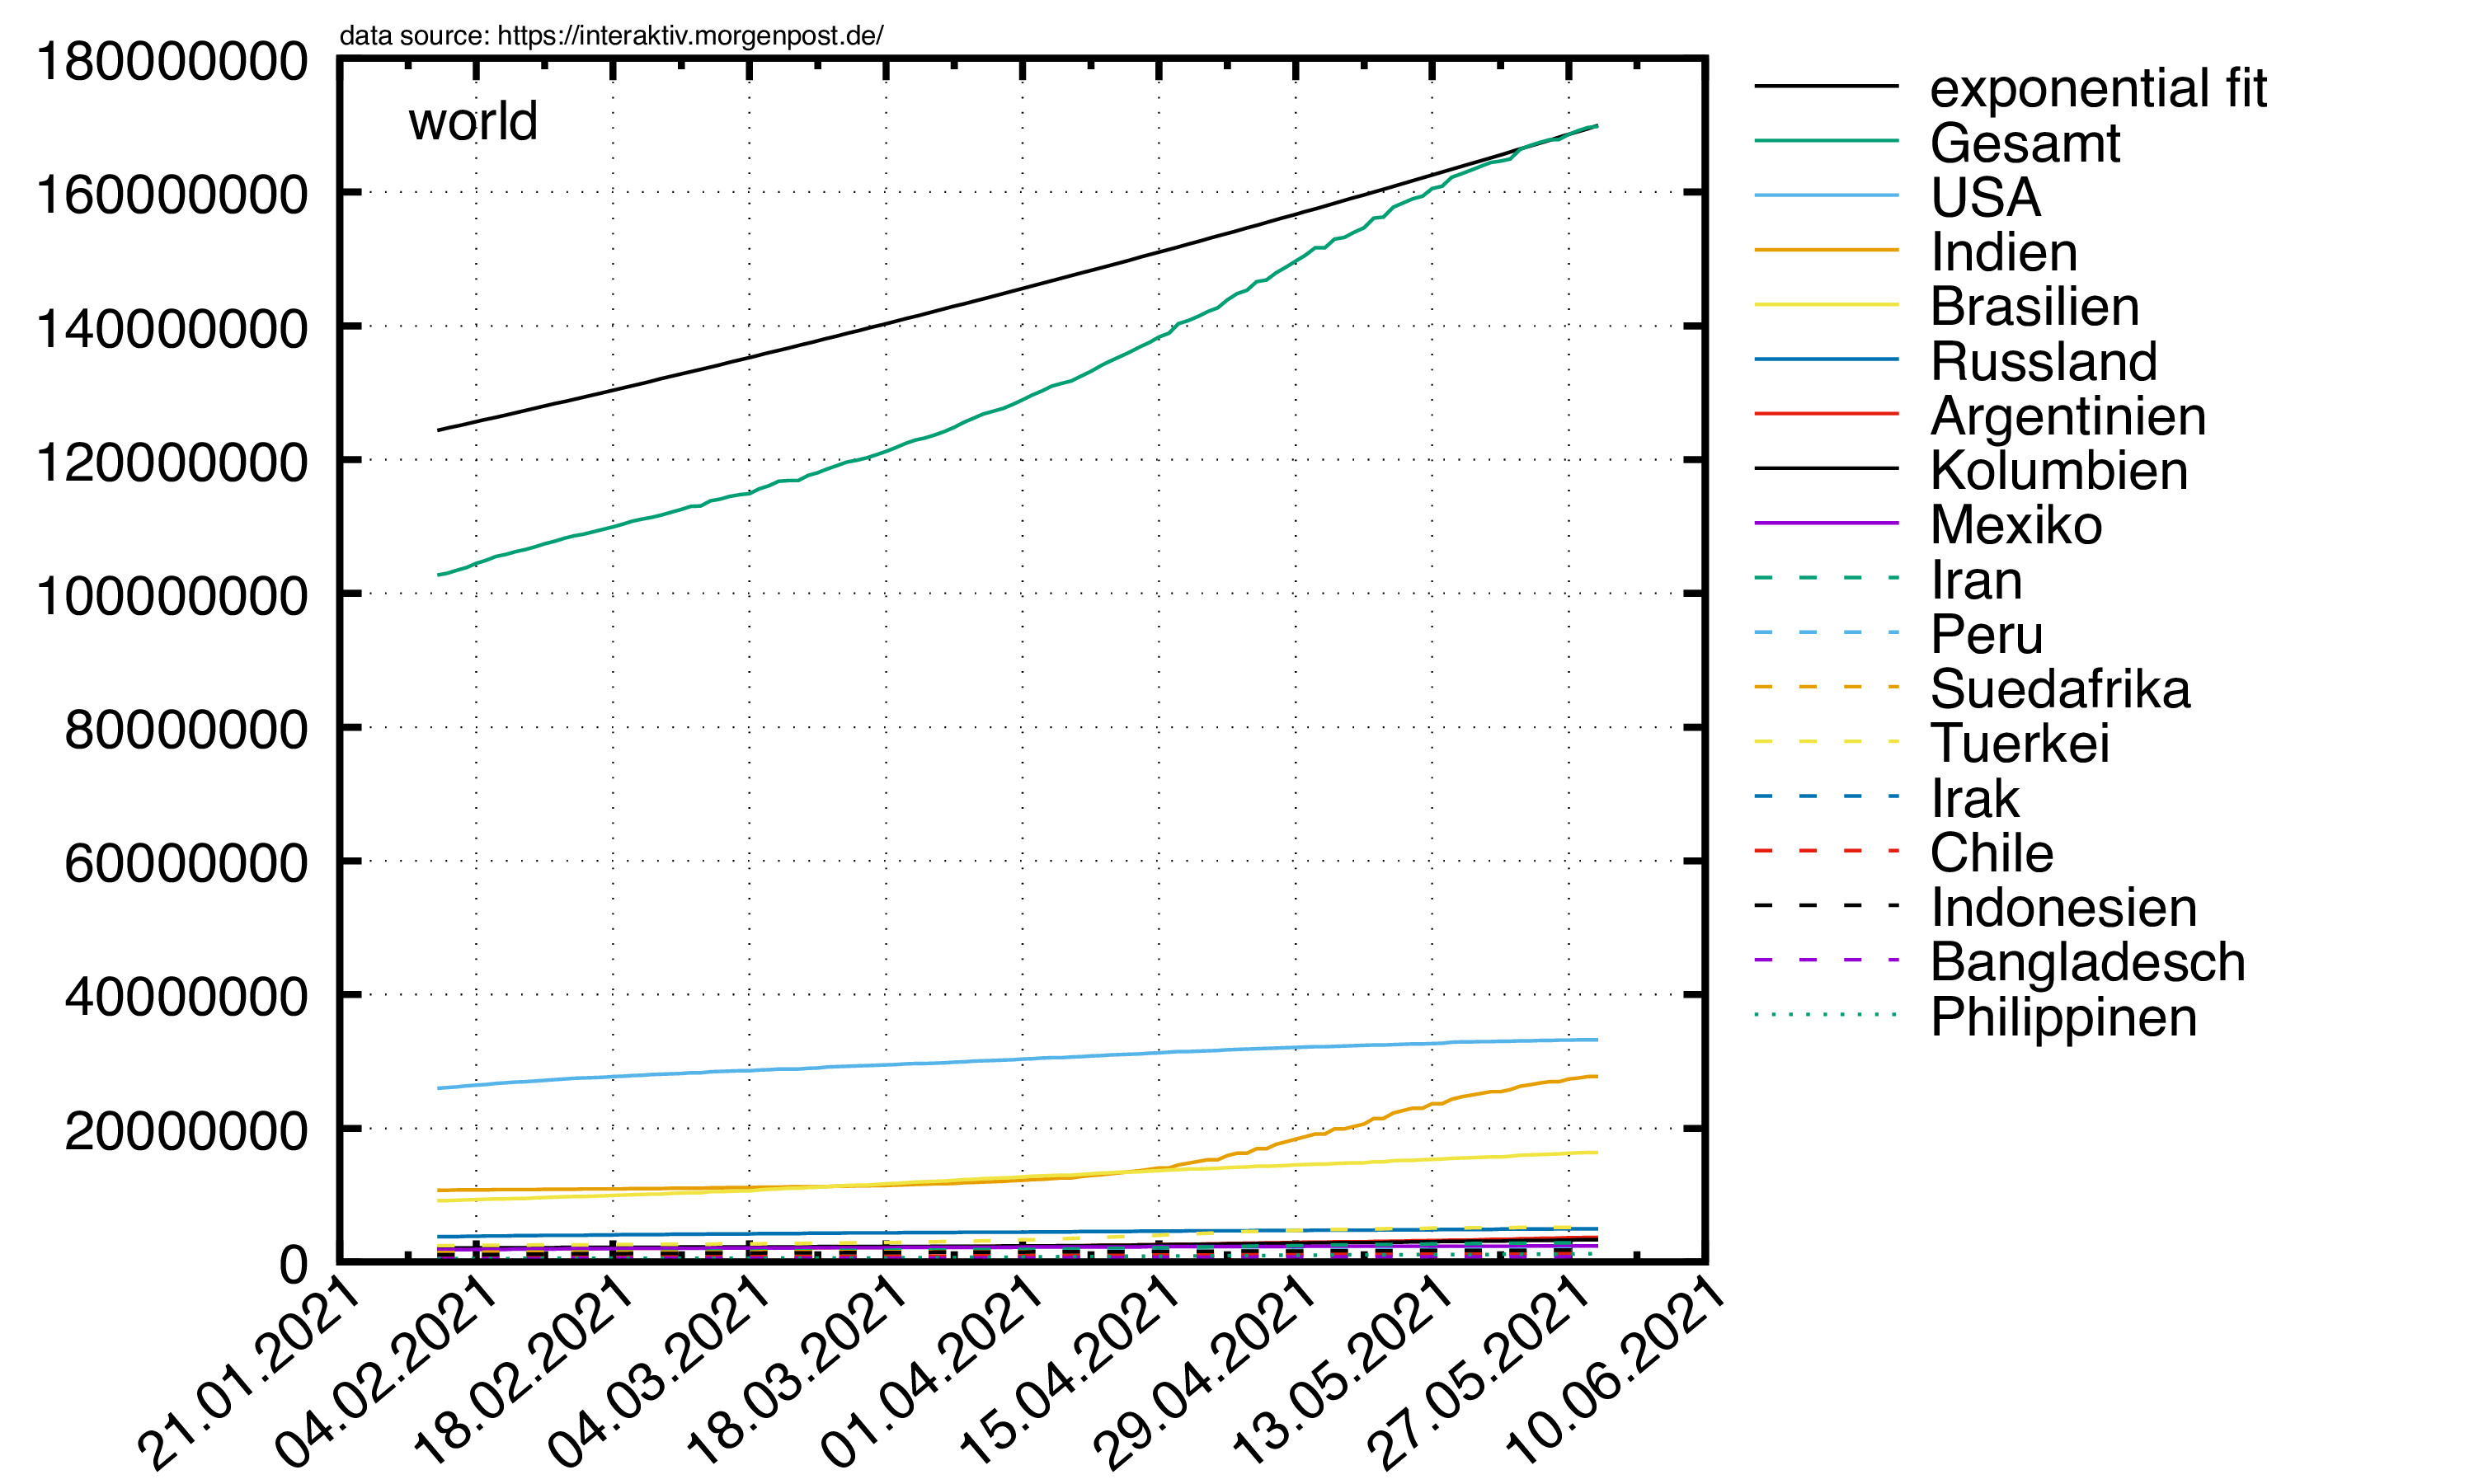 data source: https://interaktiv.morgenpost.de/
180000000
160000000
140000000
120000000
100000000
80000000
60000000
40000000
20000000
0
world
21.01.2021
04.02.2021
18.02.2021
04.03.2021
18.03.2021
01.04.2021
15.04.2021
29.04.2021
13.05.2021
27.05.2021
10.06.2021
exponential fit
Gesamt
USA
Indien
Brasilien
Russland
Argentinien
Kolumbien
Mexiko
Iran
Peru
Suedafrika
Tuerkei
Irak
Chile
Indonesien
Bangladesch
Philippinen